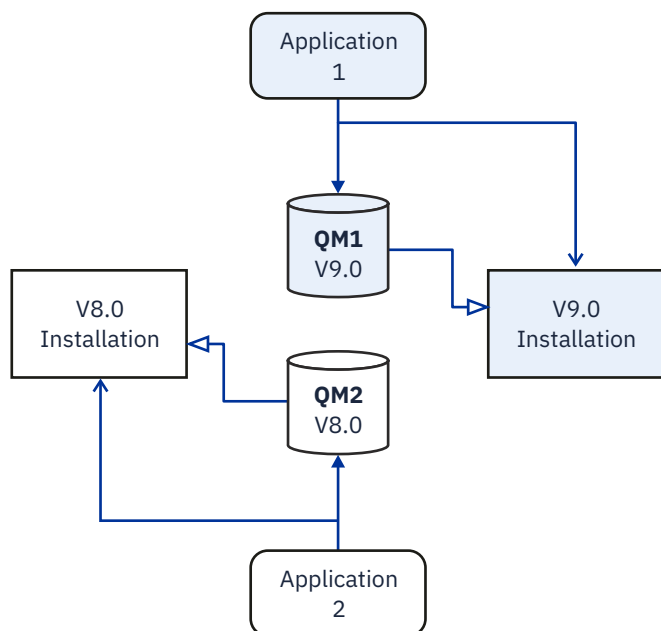 Application
1
QM1
V9.0
V8.0
Installation
V9.0
Installation
QM2
V8.0
Application
2